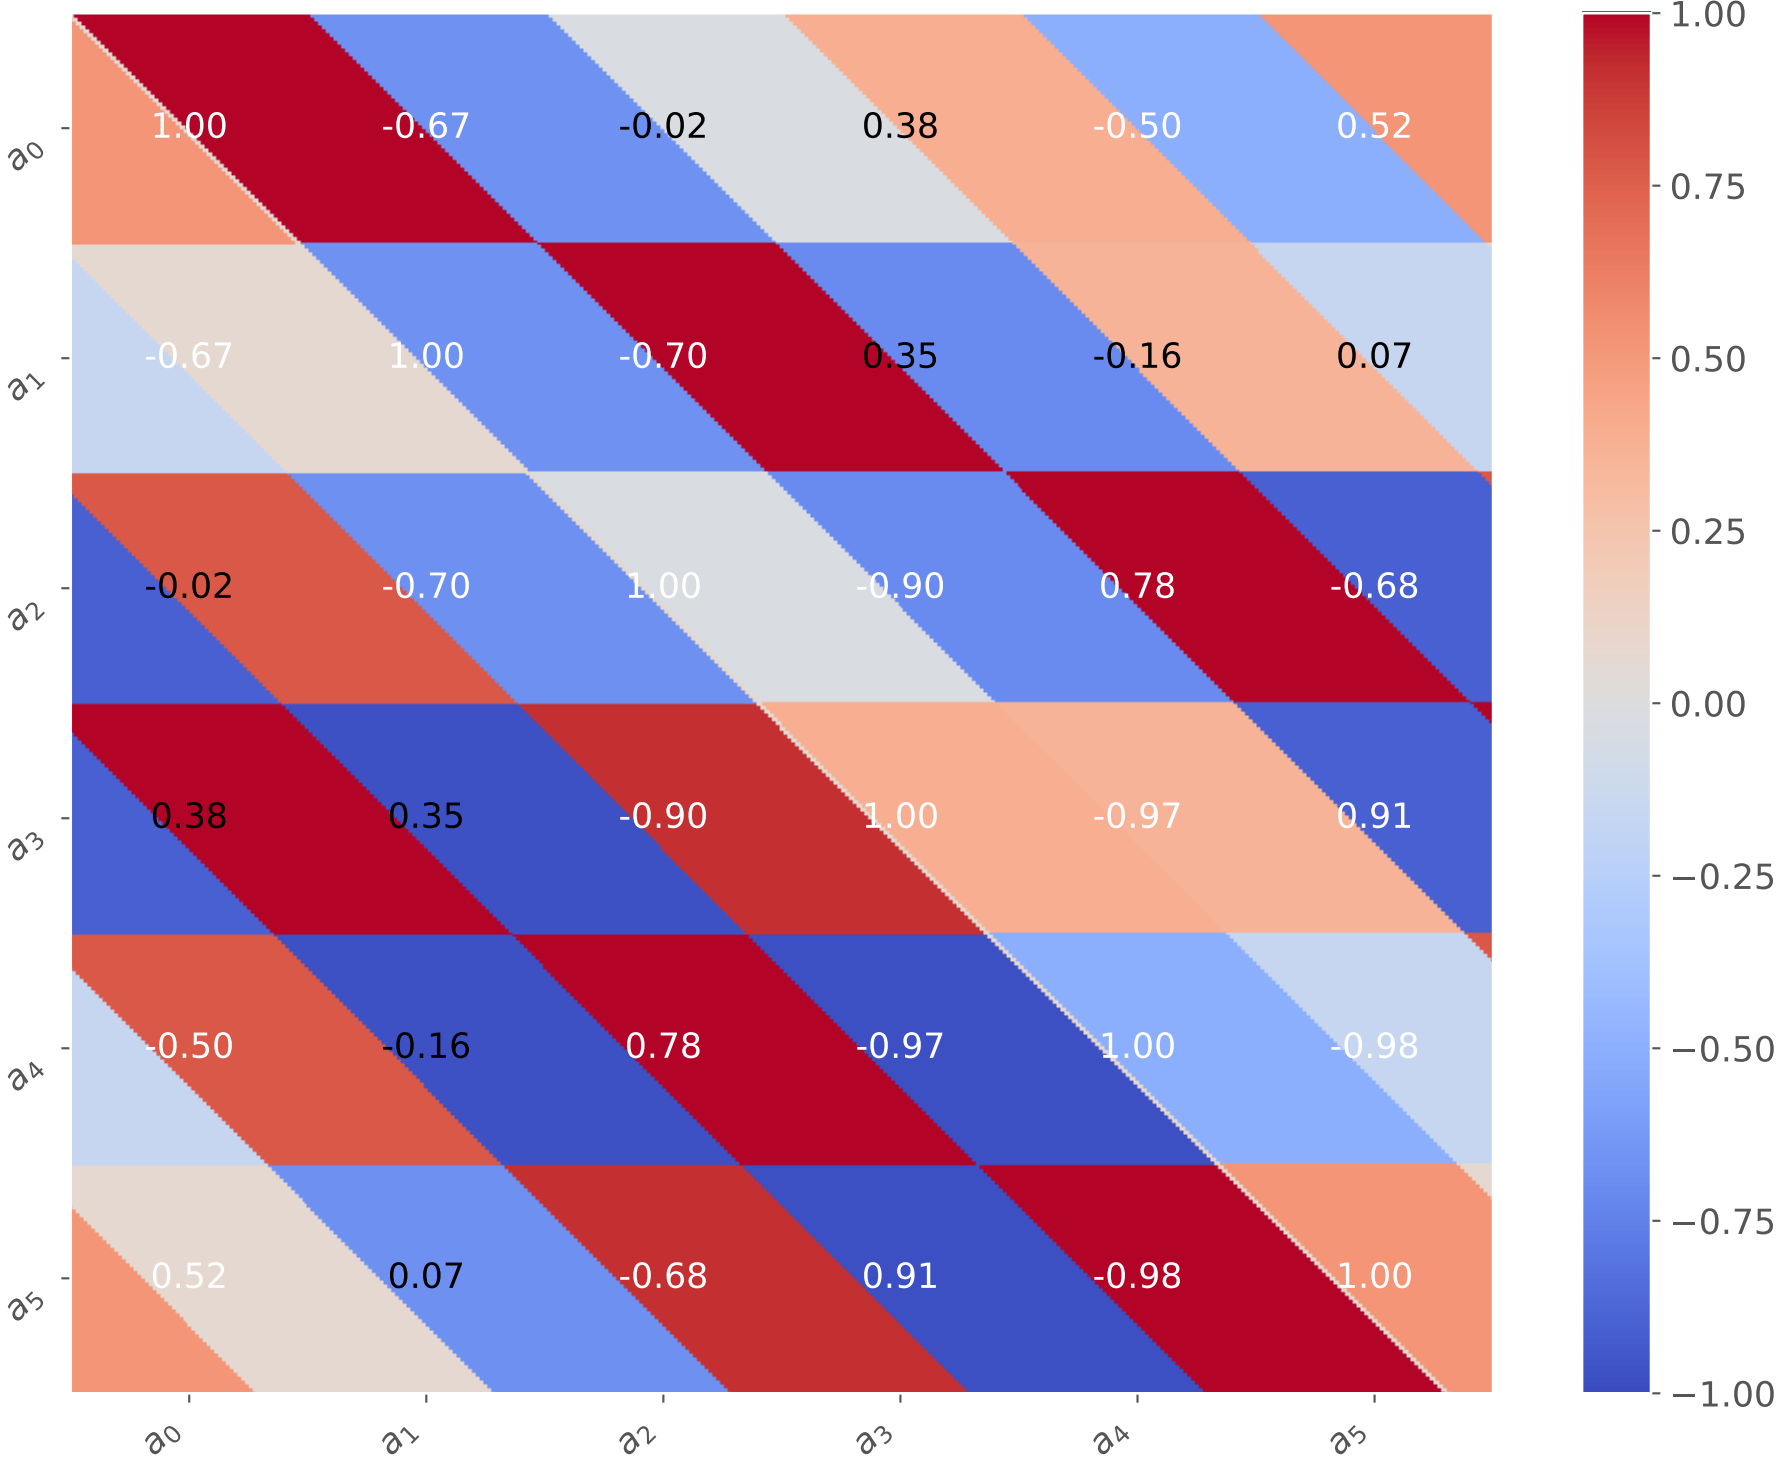 1.00
a0 1.00 -0.67 -0.02 0.38 -0.50 0.52
0.75
a1 -0.67 1.00 -0.70 0.35 -0.16 0.07
0.50
0.25
a2 -0.02 -0.70 1.00 -0.90 0.78 -0.68
0.00
a3 0.38 0.35 -0.90 1.00 -0.97 0.91
−0.25
a4 -0.50 -0.16 0.78 -0.97 1.00 -0.98
−0.50
−0.75
a5 0.52 0.07 -0.68 0.91 -0.98 1.00
−1.00
a0 a1 a2 a3 a4 a5